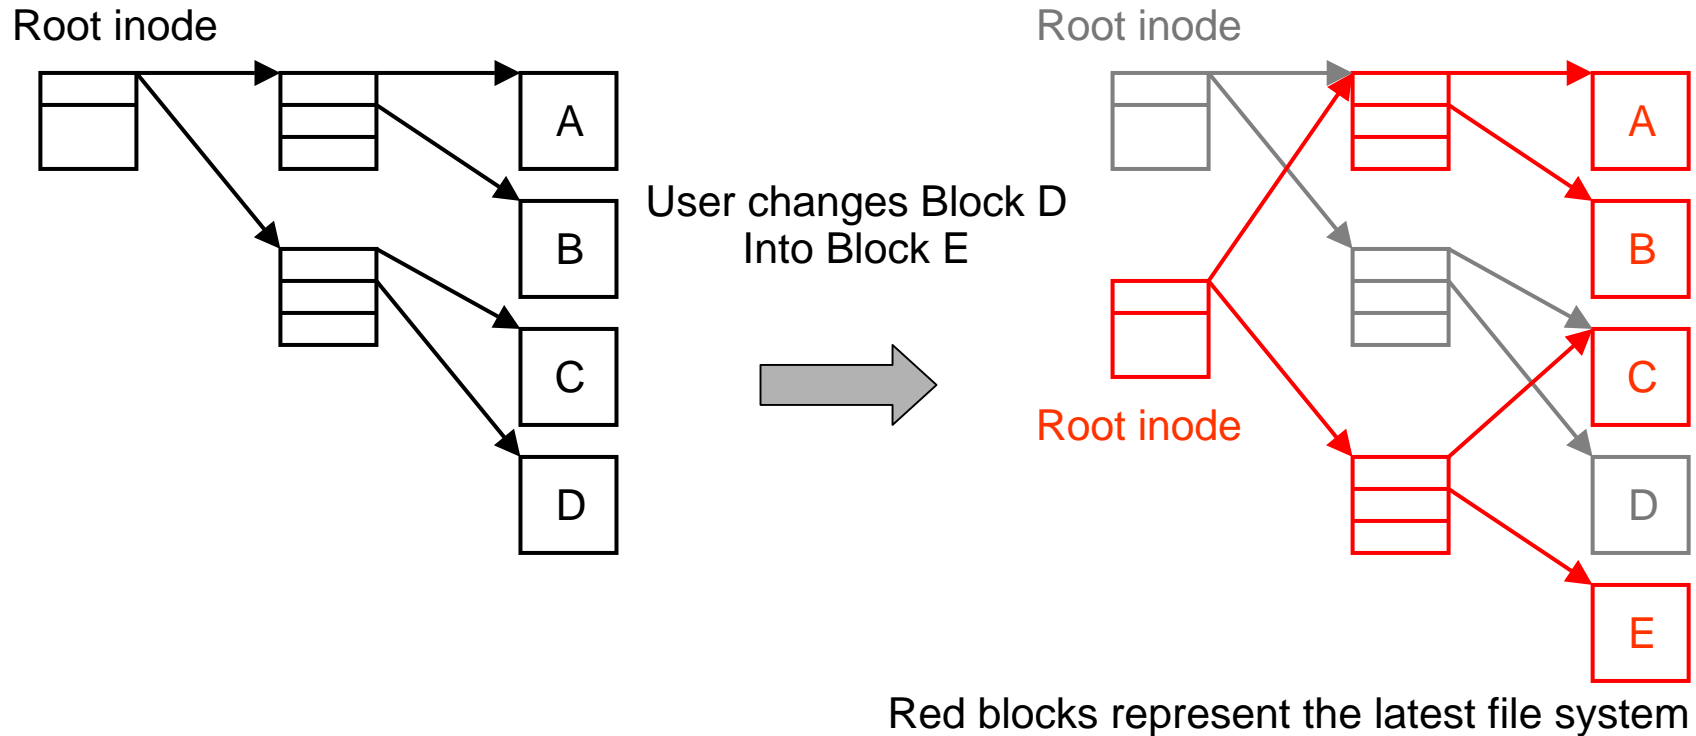 Root inode
A
B
C
D
User changes Block D
Into Block E
Root inode
Root inode
A
B
C
D
E
Red blocks represent the latest file system